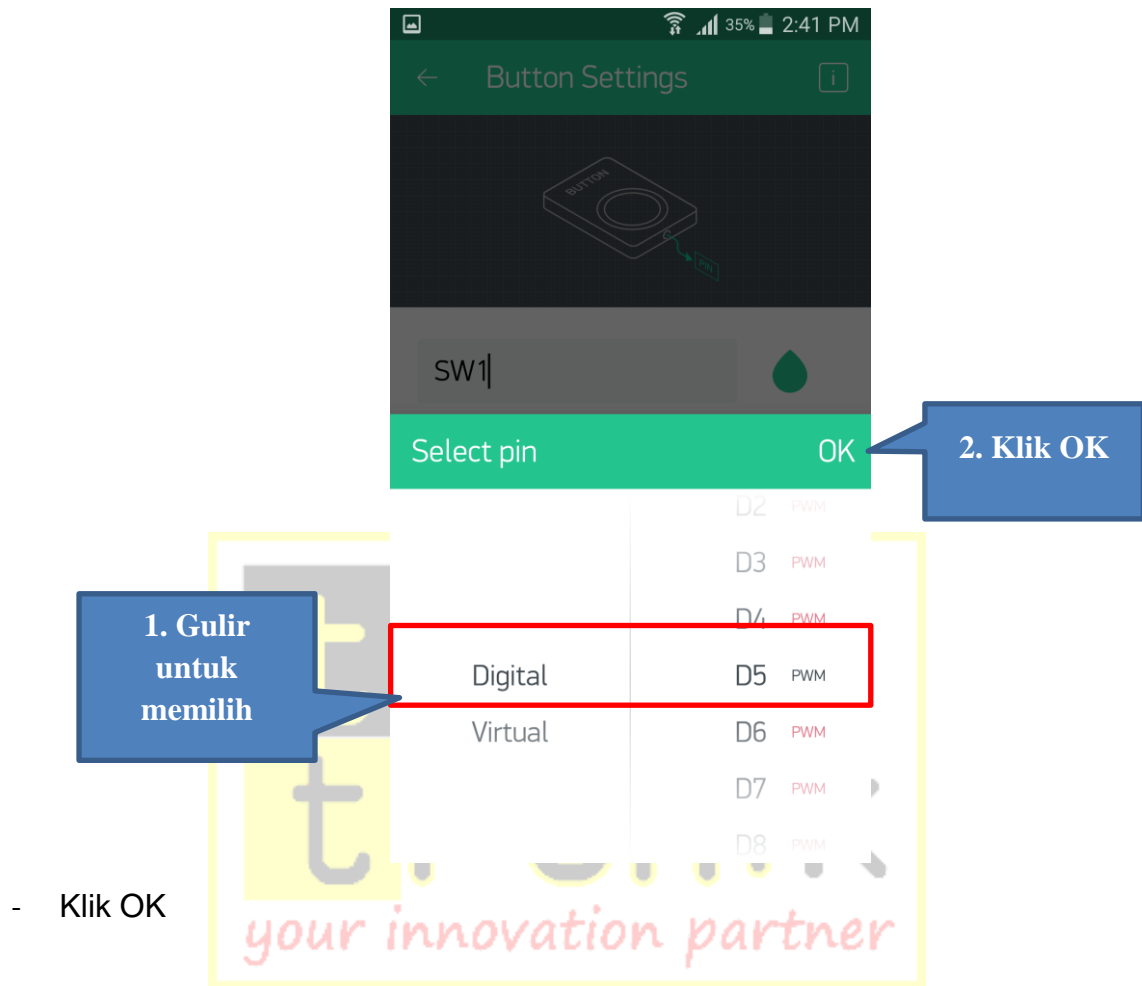 35% 2:41 PM
Button Settings
BUTTON
PIN
SW1
Select pin OK
2. Klik OK
D2 PWM
D3 PWM
D4 PWM
1. Gulir
untuk
memilih
Digital D5 PWM
Virtual D6 PWM
D7 PWM
D8 PWM
- Klik OK
your innovation partner